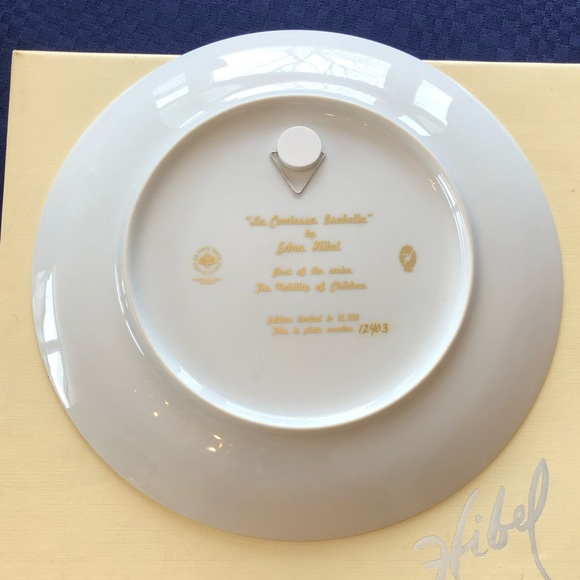 "La Contessa Isabella"
by
Edna Hibel
First of the series
The Nobility of Children
Edition limited to 12,750
This is plate number 12403
Hibel